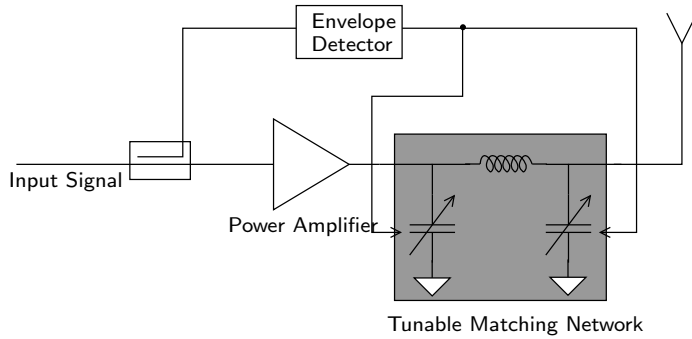 Envelope
Detector
Input Signal
Power Amplifier
Tunable Matching Network